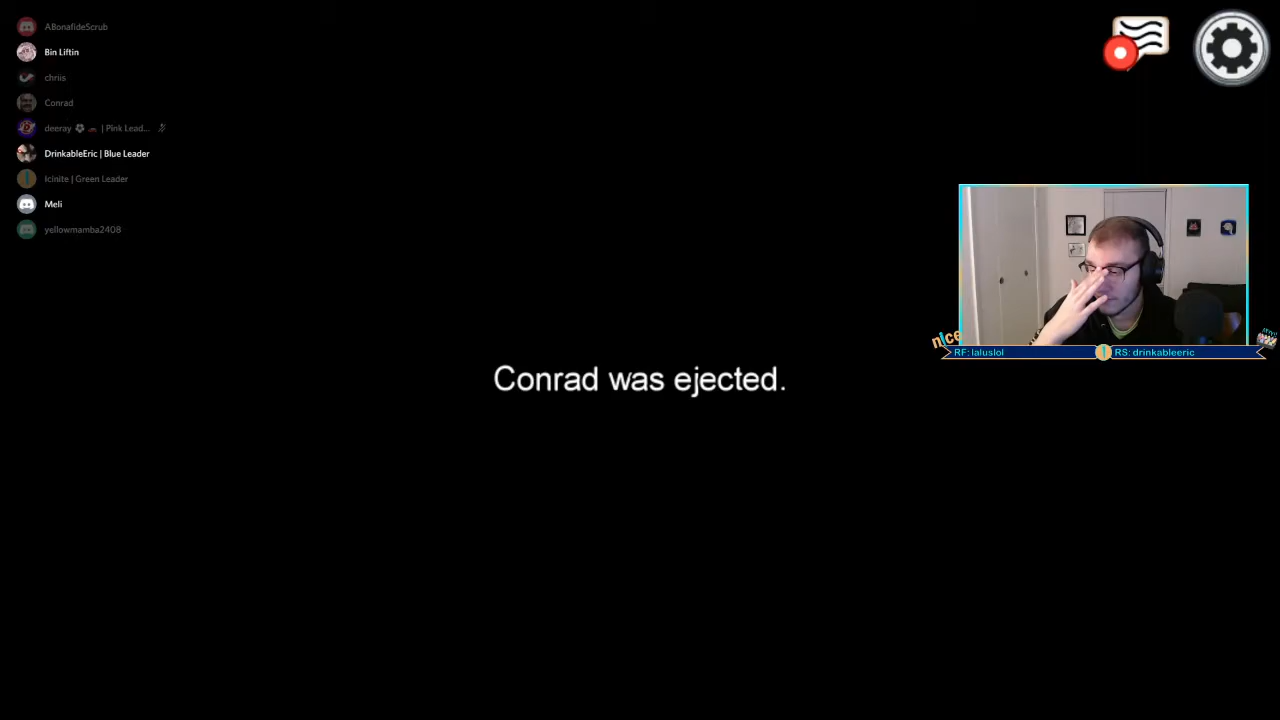 ABonafideScrub
Bin Liftin
chriis
Conrad
deeray ⚽ 🚗 | Pink Lead...
DrinkableEric | Blue Leader
Icinite | Green Leader
Meli
yellowmamba2408
nice
RF: laluslol
RS: drinkableeric
Conrad was ejected.